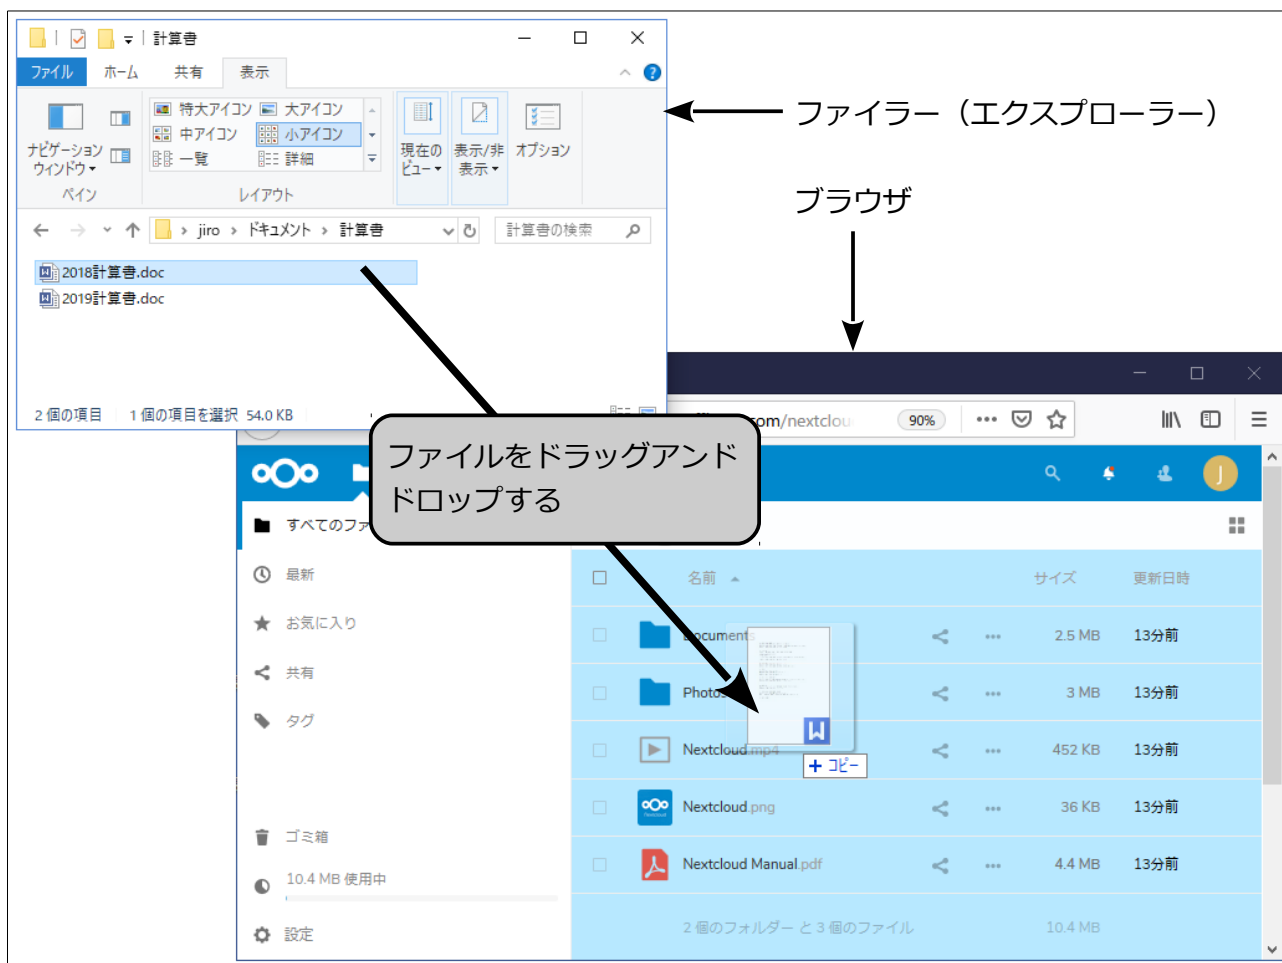 計算書
ファイル ホーム 共有 表示
特大アイコン 大アイコン
中アイコン 小アイコン
一覧 詳細
ナビゲーション
ウィンドウ
現在の
ビュー
表示/非
表示
オプション
ペイン レイアウト
jiro > ドキュメント > 計算書
計算書の検索
2018計算書.doc
2019計算書.doc
2 個の項目 1 個の項目を選択 54.0 KB
ファイラー（エクスプローラー）
ブラウザ
om/nextclou 90%
ファイルをドラッグアンド
ドロップする
J
すべてのファ
最新
お気に入り
共有
タグ
ゴミ箱
10.4 MB 使用中
設定
名前 サイズ 更新日時
Documents 2.5 MB 13分前
Photos 3 MB 13分前
Nextcloud.mp4 452 KB 13分前
W
+ コピー
Nextcloud.png 36 KB 13分前
Nextcloud Manual.pdf 4.4 MB 13分前
2 個のフォルダー と 3 個のファイル 10.4 MB